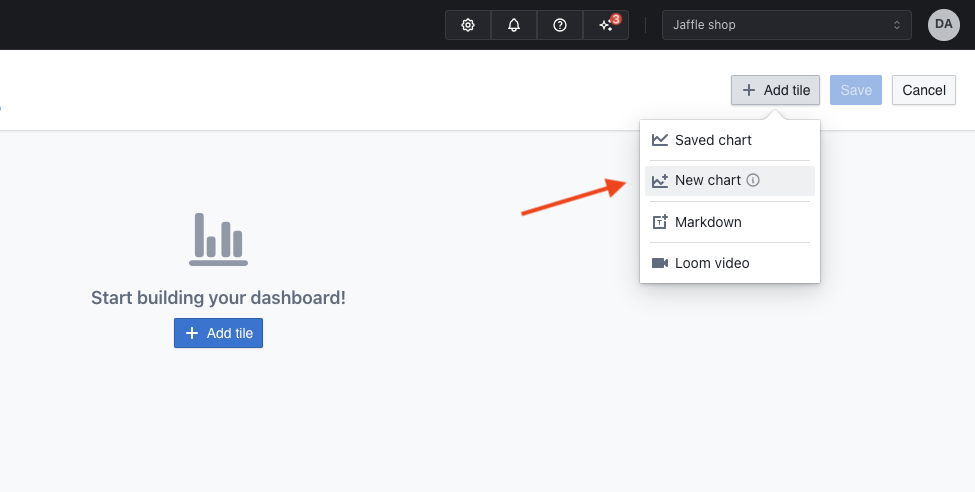 3
Jaffle shop
DA
Add tile
Save
Cancel
Saved chart
New chart
Markdown
Loom video
Start building your dashboard!
Add tile